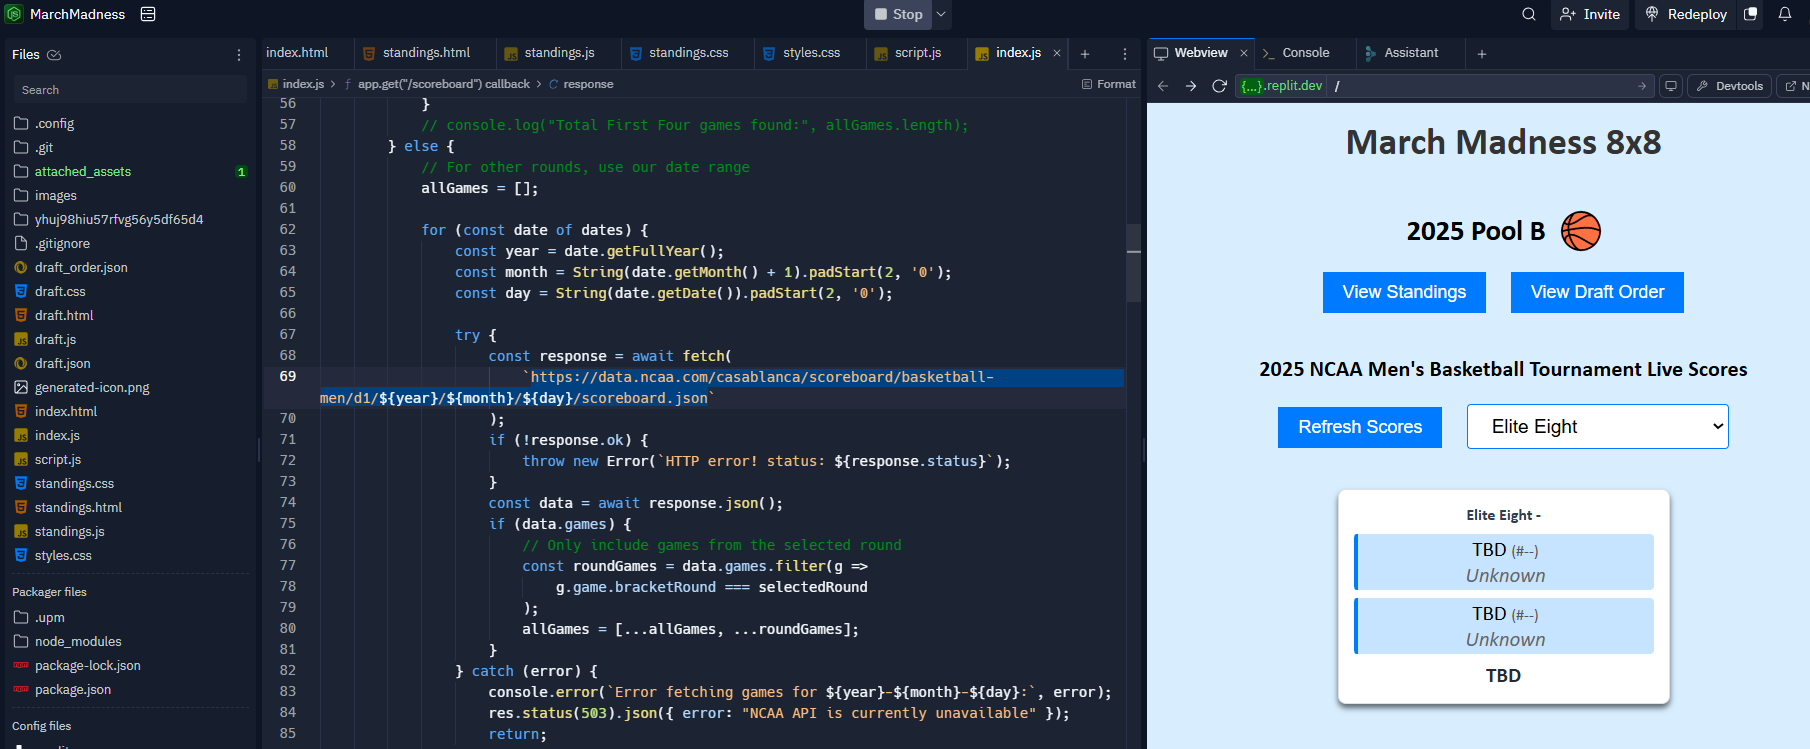 MarchMadness
Stop
Invite
Redeploy
Files
Search
.config
.git
attached_assets 1
images
yhuj98hiu57rfvg56y5df65d4
.gitignore
draft_order.json
draft.css
draft.html
draft.js
draft.json
generated-icon.png
index.html
index.js
script.js
standings.css
standings.html
standings.js
styles.css
Packager files
.upm
node_modules
package-lock.json
package.json
Config files
index.html standings.html standings.js standings.css styles.css script.js index.js
index.js > app.get("/scoreboard") callback > response Format
56 }
57 // console.log("Total First Four games found:", allGames.length);
58 } else {
59 // For other rounds, use our date range
60 allGames = [];
61
62 for (const date of dates) {
63 const year = date.getFullYear();
64 const month = String(date.getMonth() + 1).padStart(2, '0');
65 const day = String(date.getDate()).padStart(2, '0');
66
67 try {
68 const response = await fetch(
69 `https://data.ncaa.com/casablanca/scoreboard/basketball-
men/d1/${year}/${month}/${day}/scoreboard.json`
70 );
71 if (!response.ok) {
72 throw new Error(`HTTP error! status: ${response.status}`);
73 }
74 const data = await response.json();
75 if (data.games) {
76 // Only include games from the selected round
77 const roundGames = data.games.filter(g =>
78 g.game.bracketRound === selectedRound
79 );
80 allGames = [...allGames, ...roundGames];
81 }
82 } catch (error) {
83 console.error(`Error fetching games for ${year}-${month}-${day}:`, error);
84 res.status(503).json({ error: "NCAA API is currently unavailable" });
85 return;
Webview Console Assistant
{...}.replit.dev / Devtools N
March Madness 8x8
2025 Pool B
View Standings View Draft Order
2025 NCAA Men's Basketball Tournament Live Scores
Refresh Scores Elite Eight
Elite Eight -
TBD (#--)
Unknown
TBD (#--)
Unknown
TBD